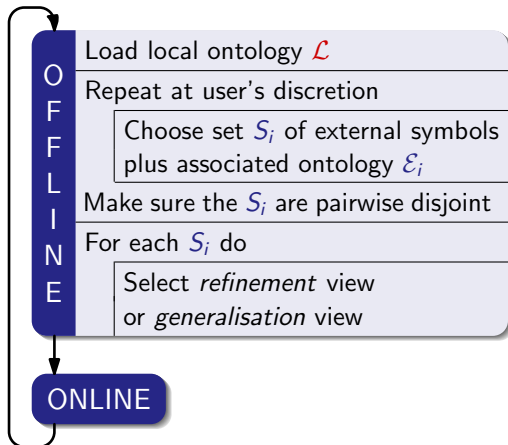 OFFLINE
Load local ontology ℒ
Repeat at user's discretion
Choose set Sᵢ of external symbols
plus associated ontology ℰᵢ
Make sure the Sᵢ are pairwise disjoint
For each Sᵢ do
Select refinement view
or generalisation view
ONLINE